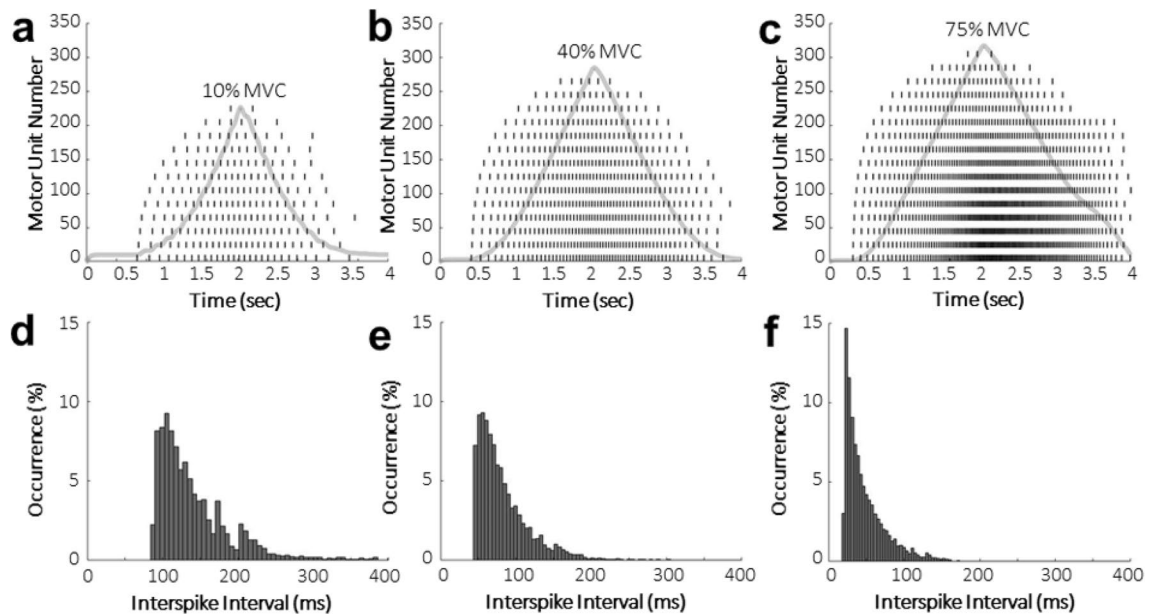 a b c
350 350 350
300 300 300
250 250 250
200 200 200
150 150 150
100 100 100
50 50 50
0 0 0
Motor Unit Number Motor Unit Number Motor Unit Number
10% MVC 40% MVC 75% MVC
0 0.5 1 1.5 2 2.5 3 3.5 4 0 0.5 1 1.5 2 2.5 3 3.5 4 0 0.5 1 1.5 2 2.5 3 3.5 4
Time (sec) Time (sec) Time (sec)
d e f
15 15 15
10 10 10
5 5 5
0 0 0
Occurrence (%) Occurrence (%) Occurrence (%)
0 100 200 300 400 0 100 200 300 400 0 100 200 300 400
Interspike Interval (ms) Interspike Interval (ms) Interspike Interval (ms)